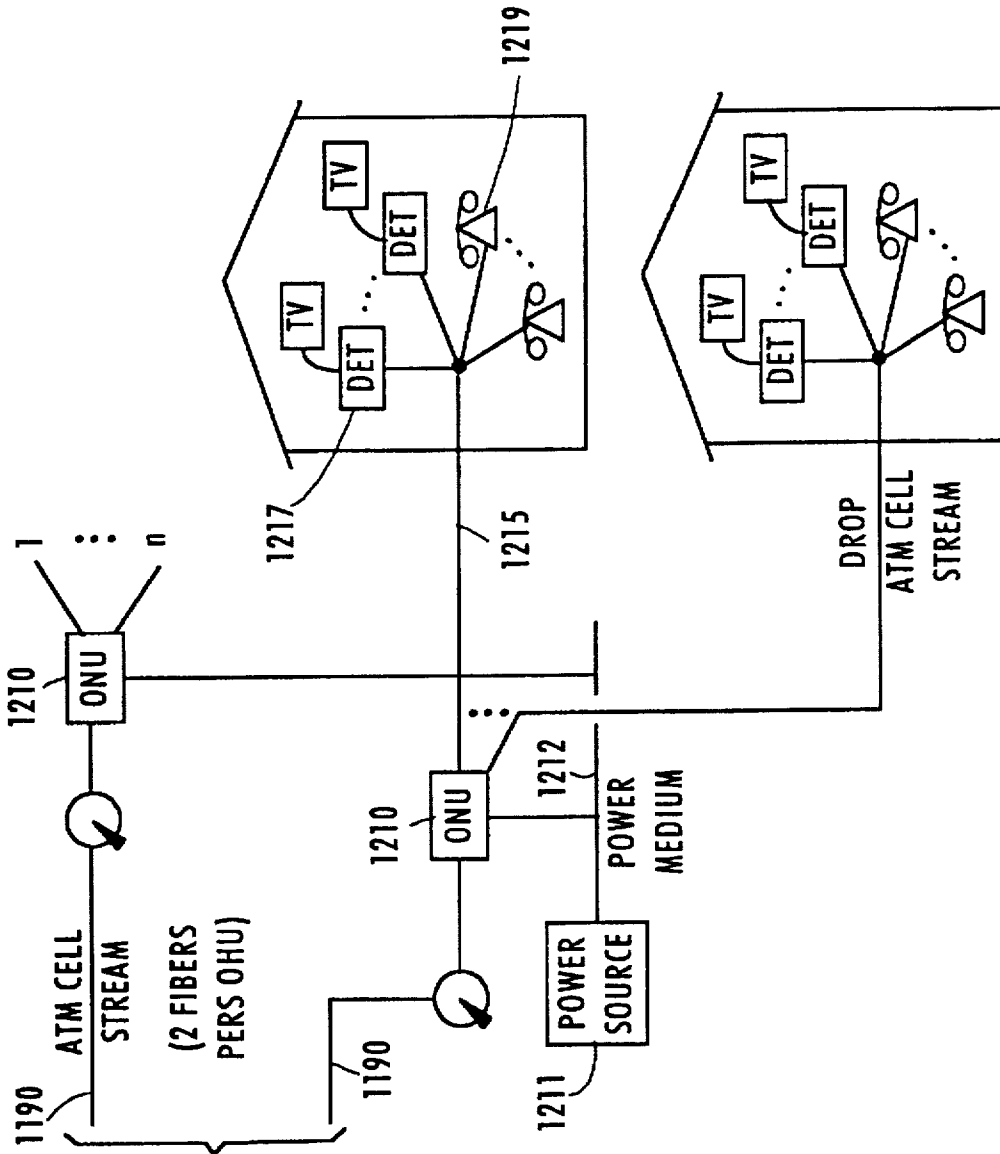 1190
ATM CELL
STREAM
(2 FIBERS
PERS OHU)
1210
ONU
1
n
1190
1210
ONU
1217
TV
DET
TV
DET
1219
1215
1211
POWER
SOURCE
1212
POWER
MEDIUM
DROP
ATM CELL
STREAM
TV
DET
TV
DET